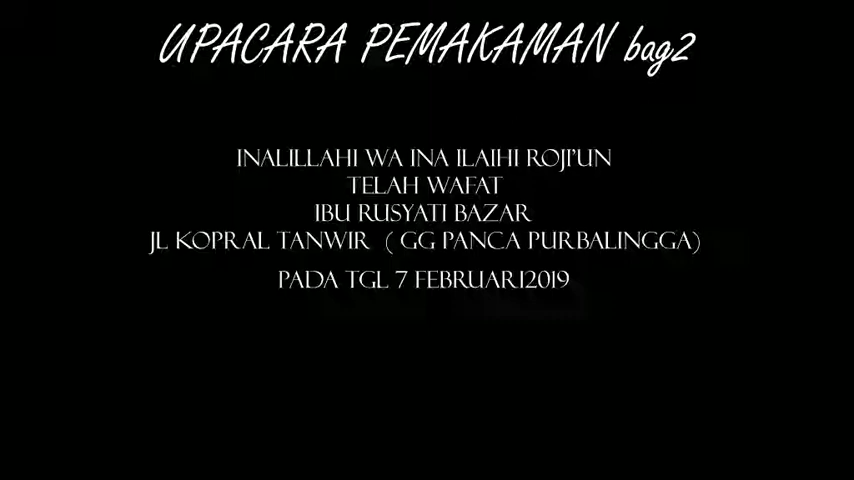 UPACARA PEMAKAMAN bag2
INALILLAHI WA INA ILAIHI ROJI'UN
TELAH WAFAT
IBU RUSYATI BAZAR
JL KOPRAL TANWIR ( GG PANCA PURBALINGGA)
PADA TGL 7 FEBRUARI2019